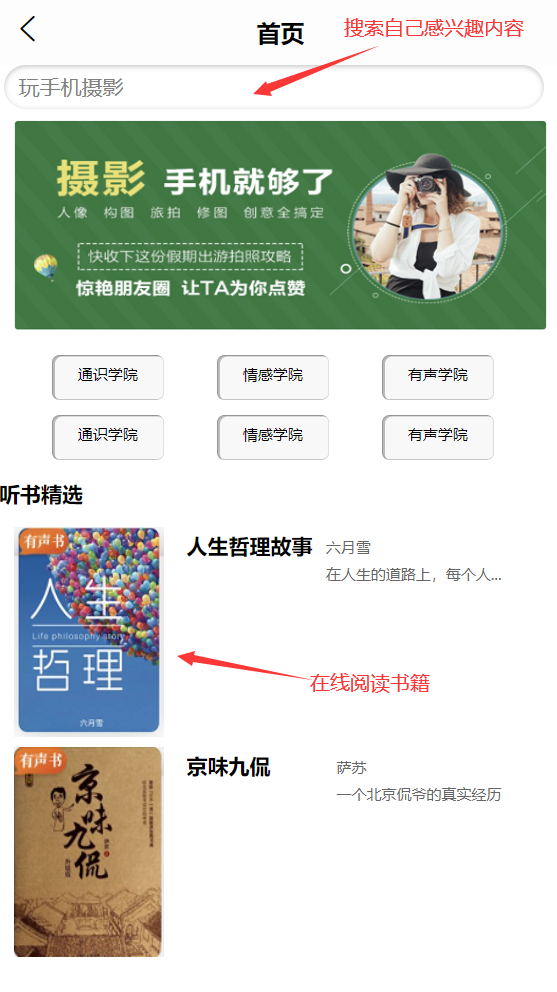 首页
搜索自己感兴趣内容
玩手机摄影
摄影 手机就够了
人像 构图 旅拍 修图 创意全搞定
快收下这份假期出游拍照攻略
惊艳朋友圈 让TA为你点赞
通识学院 情感学院 有声学院
通识学院 情感学院 有声学院
听书精选
有声书
人生
Life philosophy story
哲理
六月雪
人生哲理故事 六月雪
在人生的道路上，每个人...
在线阅读书籍
有声书
京味九侃
京味九侃 萨苏
一个北京侃爷的真实经历